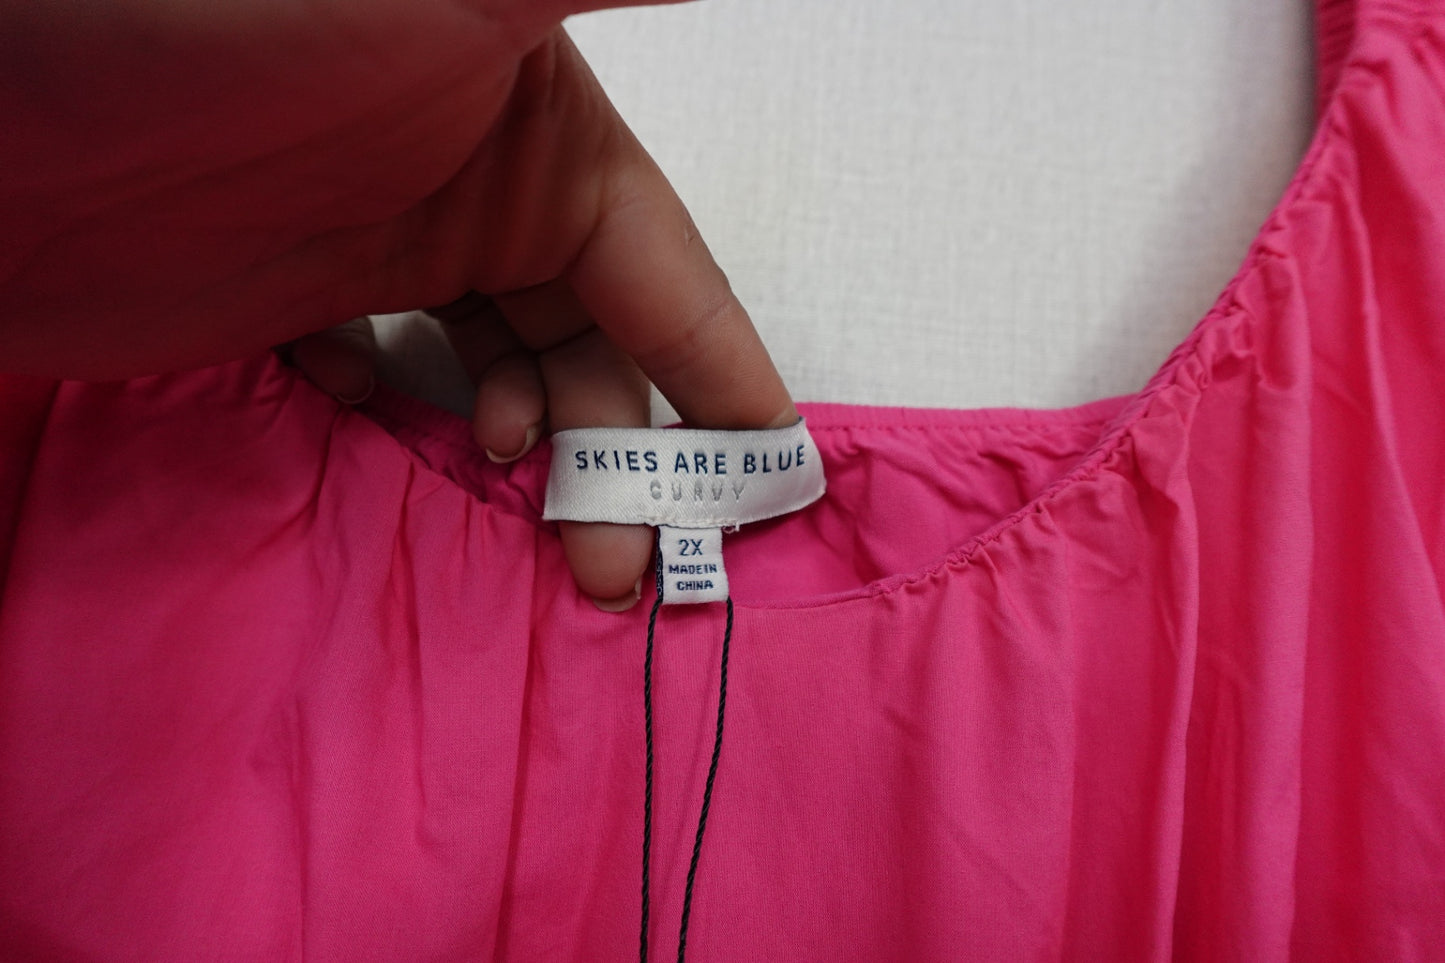 SKIES ARE BLUE
CURVY
2X
MADE IN
CHINA